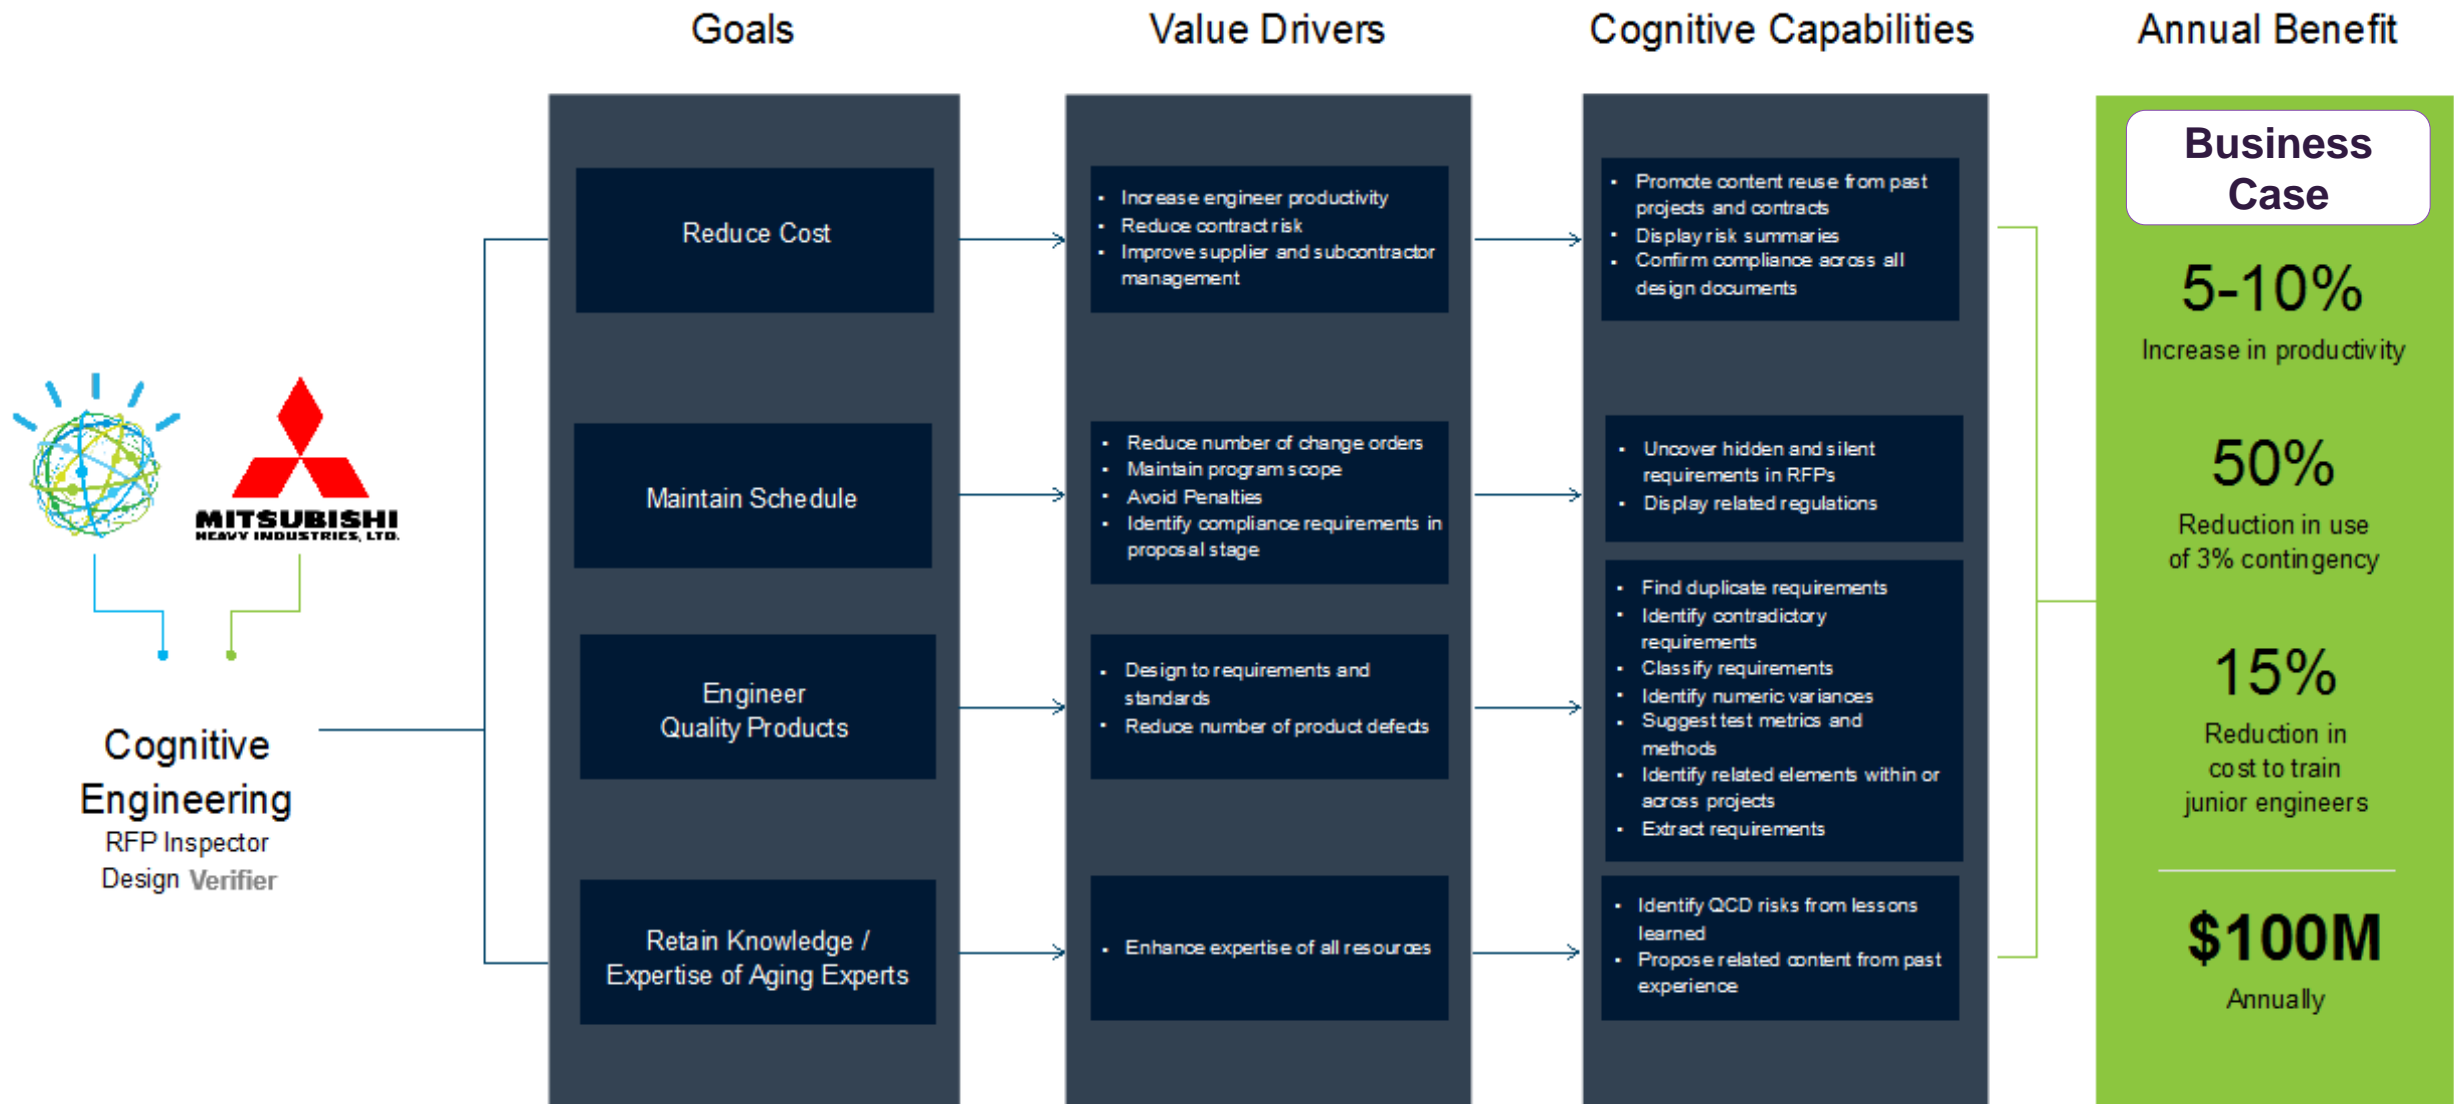 Goals
Value Drivers
Cognitive Capabilities
Annual Benefit
MITSUBISHI
HEAVY INDUSTRIES, LTD.
Cognitive
Engineering
RFP Inspector
Design Verifier
Reduce Cost
▪ Increase engineer productivity
▪ Reduce contract risk
▪ Improve supplier and subcontractor
management
▪ Promote content reuse from past
projects and contracts
▪ Display risk summaries
▪ Confirm compliance across all
design documents
Maintain Schedule
▪ Reduce number of change orders
▪ Maintain program scope
▪ Avoid Penalties
▪ Identify compliance requirements in
proposal stage
▪ Uncover hidden and silent
requirements in RFPs
▪ Display related regulations
Engineer
Quality Products
▪ Design to requirements and
standards
▪ Reduce number of product defects
▪ Find duplicate requirements
▪ Identify contradictory
requirements
▪ Classify requirements
▪ Identify numeric variances
▪ Suggest test metrics and
methods
▪ Identify related elements within or
across projects
▪ Extract requirements
Retain Knowledge /
Expertise of Aging Experts
▪ Enhance expertise of all resources
▪ Identify QCD risks from lessons
learned
▪ Propose related content from past
experience
Business
Case
5-10%
Increase in productivity
50%
Reduction in use
of 3% contingency
15%
Reduction in
cost to train
junior engineers
$100M
Annually